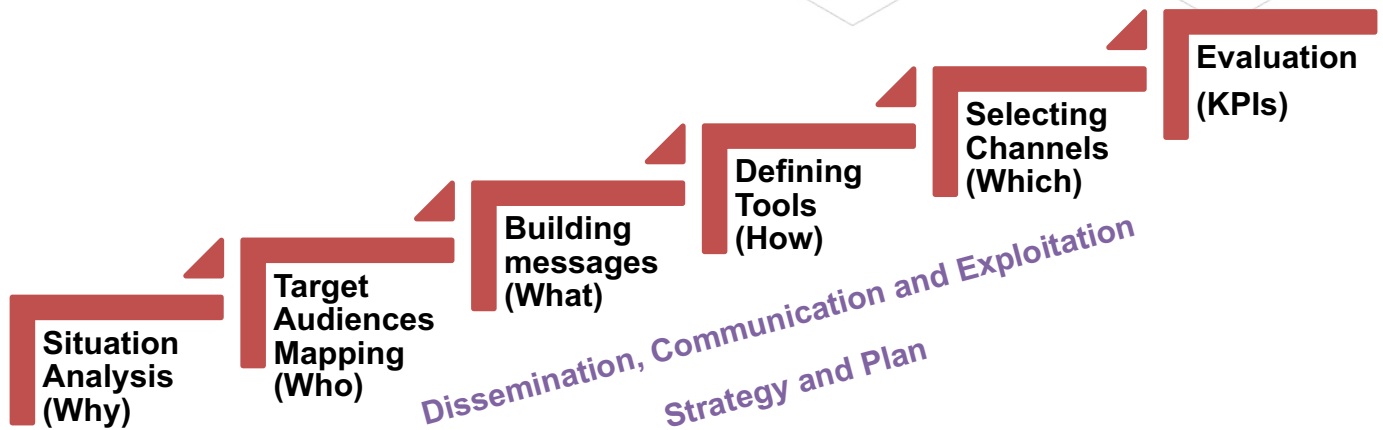 Situation
Analysis
(Why)
Target
Audiences
Mapping
(Who)
Building
messages
(What)
Defining
Tools
(How)
Selecting
Channels
(Which)
Evaluation
(KPIs)
Dissemination, Communication and Exploitation
Strategy and Plan